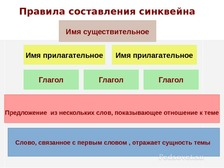 Правила составления синквейна
Имя существительное
Имя прилагательное Имя прилагательное
Глагол Глагол Глагол
Предложение из нескольких слов, показывающее отношение к теме
Слово, связанное с первым словом , отражает сущность темы